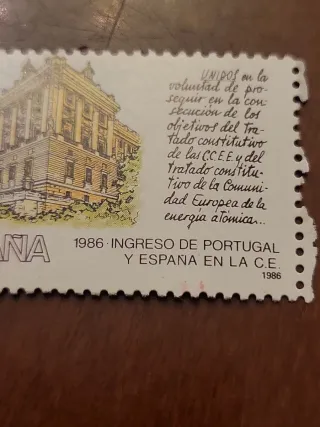 UNIDOS en la
voluntad de pro-
seguir en la con-
secución de los
objetivos del Tra-
tado constitutivo
de las CC.EE y del
tratado constitu-
tivo de la Comuni-
dad Europea de la
energía atómica...
AÑA
1986·INGRESO DE PORTUGAL
Y ESPAÑA EN LA C.E.
1986